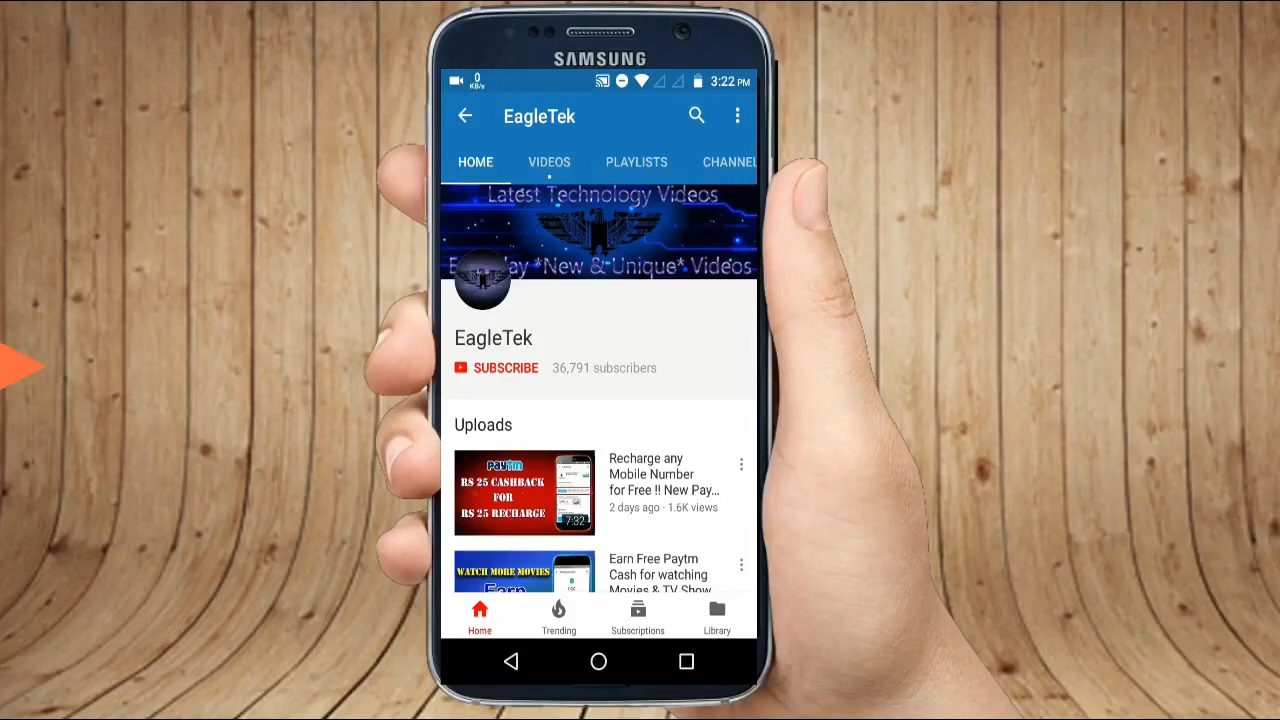 SAMSUNG
0
KB/s
3:22 PM
EagleTek
HOME VIDEOS PLAYLISTS CHANNEL
Latest Technology Videos
day *New & Unique* Videos
EagleTek
SUBSCRIBE 36,791 subscribers
Uploads
paytm
RS 25 CASHBACK
FOR
RS 25 RECHARGE
7:32
Recharge any
Mobile Number
for Free !! New Pay...
2 days ago · 1.6K views
WATCH MORE MOVIES
Earn
Earn Free Paytm
Cash for watching
Movies & TV Show
Home Trending Subscriptions Library